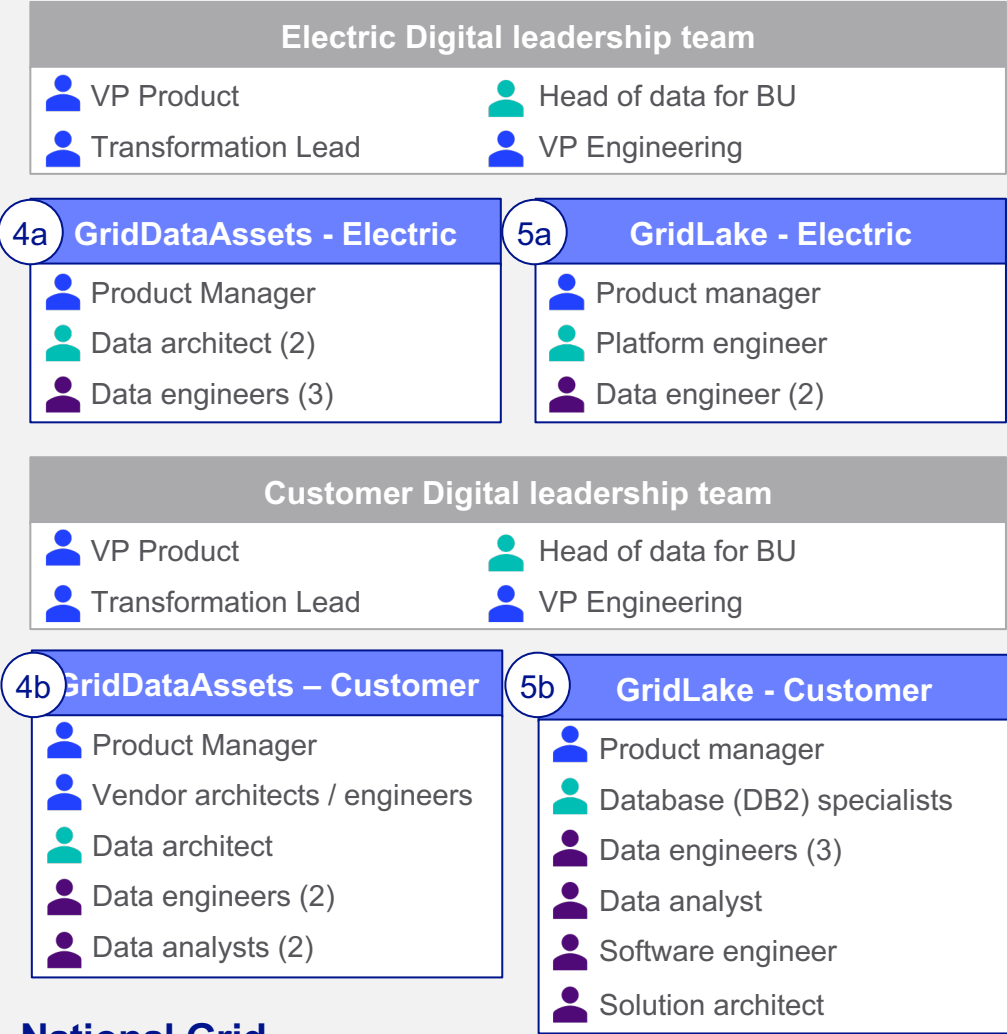 Electric Digital leadership team
VP Product
Head of data for BU
Transformation Lead
VP Engineering
4a
GridDataAssets - Electric
Product Manager
Data architect (2)
Data engineers (3)
5a
GridLake - Electric
Product manager
Platform engineer
Data engineer (2)
Customer Digital leadership team
VP Product
Head of data for BU
Transformation Lead
VP Engineering
4b
GridDataAssets – Customer
Product Manager
Vendor architects / engineers
Data architect
Data engineers (2)
Data analysts (2)
5b
GridLake - Customer
Product manager
Database (DB2) specialists
Data engineers (3)
Data analyst
Software engineer
Solution architect
National Grid